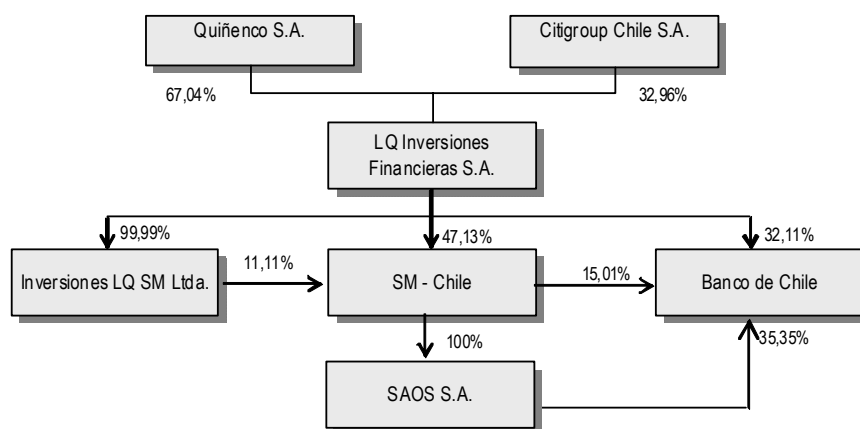 Quiñenco S.A.
Citigroup Chile S.A.
67,04%
32,96%
LQ Inversiones
Financieras S.A.
99,99%
47,13%
32,11%
Inversiones LQ SM Ltda.
11,11%
SM - Chile
15,01%
Banco de Chile
100%
35,35%
SAOS S.A.